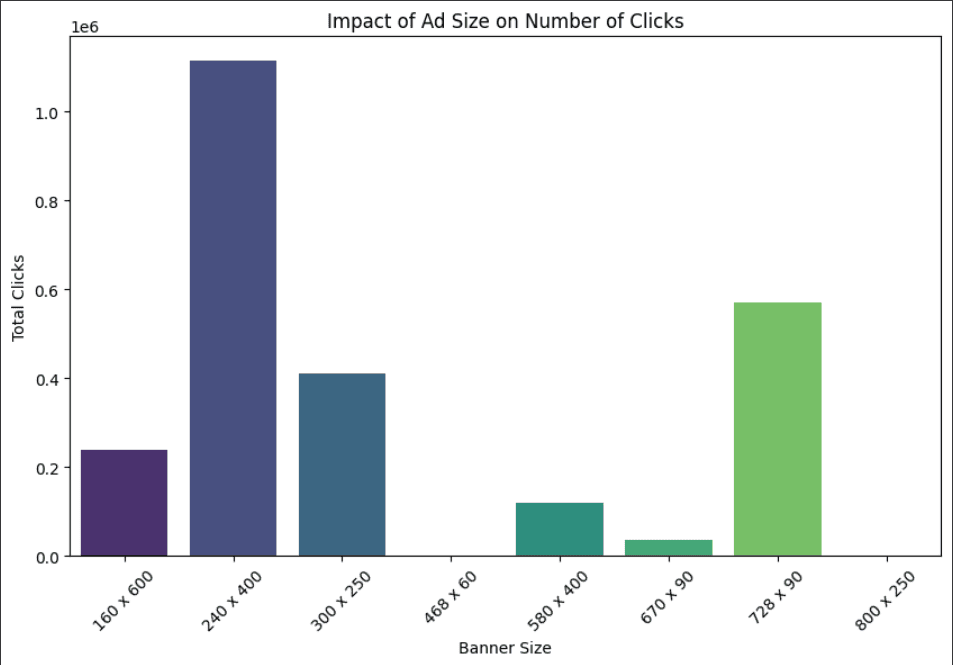 Impact of Ad Size on Number of Clicks
1e6
1.0
0.8
0.6
0.4
0.2
0.0
Total Clicks
160 x 600
240 x 400
300 x 250
468 x 60
580 x 400
670 x 90
728 x 90
800 x 250
Banner Size